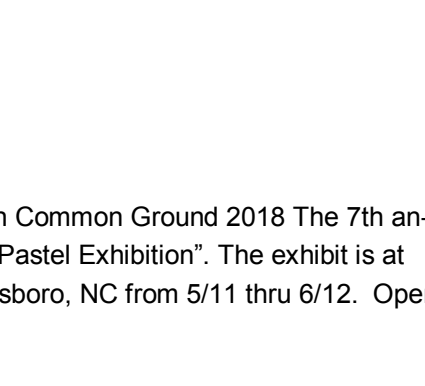 Common Ground 2018 The 7th an-
Pastel Exhibition”. The exhibit is at
sboro, NC from 5/11 thru 6/12. Ope